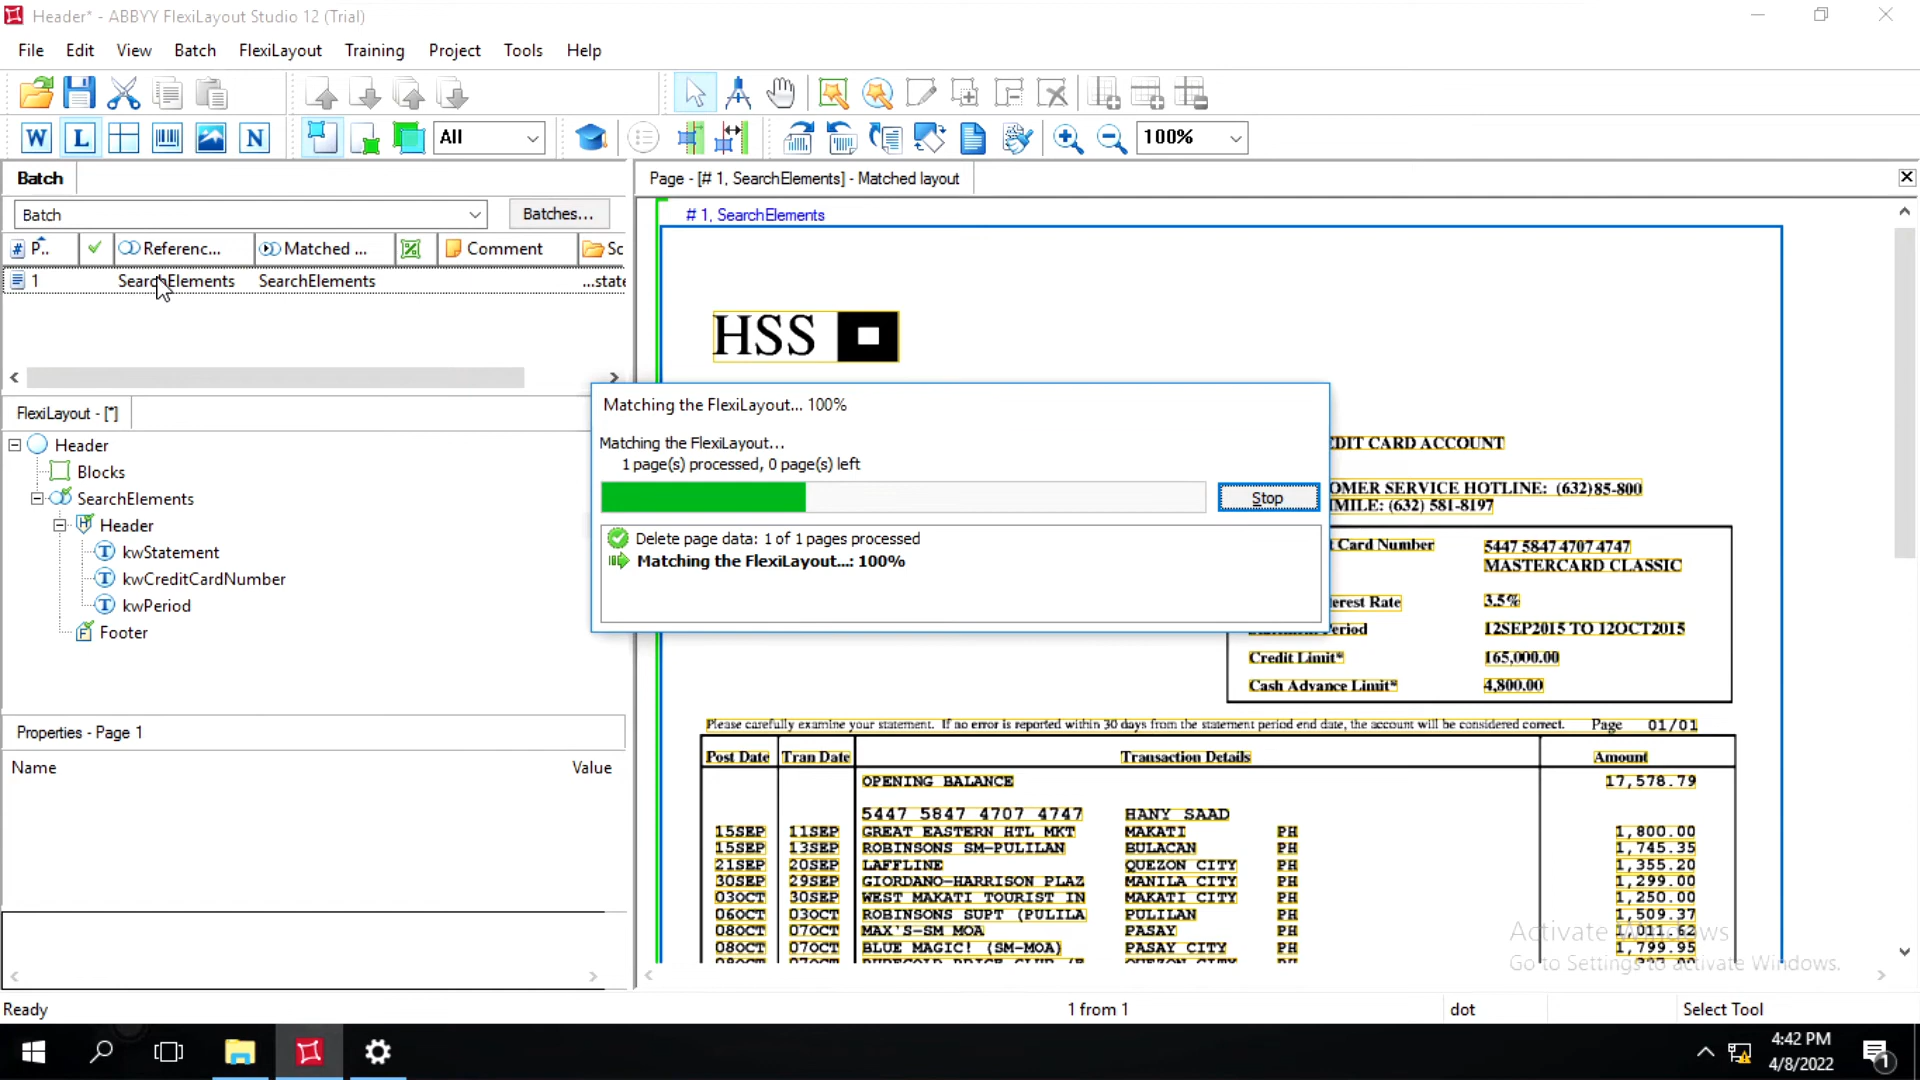 Header* - ABBYY FlexiLayout Studio 12 (Trial)
File Edit View Batch FlexiLayout Training Project Tools Help
W L N All 100%
Batch
Page - [# 1, SearchElements] - Matched layout
Batch Batches...
# P.. Referenc... Matched ... Comment Sc
1 SearchElements SearchElements ...state
# 1, SearchElements
HSS
FlexiLayout - [*]
Header
Blocks
SearchElements
Header
kwStatement
kwCreditCardNumber
kwPeriod
Footer
Matching the FlexiLayout... 100%
Matching the FlexiLayout...
1 page(s) processed, 0 page(s) left
Stop
Delete page data: 1 of 1 pages processed
Matching the FlexiLayout...: 100%
EDIT CARD ACCOUNT
OMER SERVICE HOTLINE: (632)85-800
MILE: (632) 581-8197
t Card Number 5447 5847 4707 4747
MASTERCARD CLASSIC
erest Rate 3.5%
Period 12SEP2015 TO 12OCT2015
Credit Limit* 165,000.00
Cash Advance Limit* 4,800.00
Please carefully examine your statement. If no error is reported within 30 days from the statement period end date, the account will be considered correct. Page 01/01
Post Date Tran Date Transaction Details Amount
OPENING BALANCE 17,578.79
5447 5847 4707 4747 HANY SAAD
15SEP 11SEP GREAT EASTERN HTL MKT MAKATI PH 1,800.00
15SEP 13SEP ROBINSONS SM-PULILAN BULACAN PH 1,745.35
21SEP 20SEP LAFFLINE QUEZON CITY PH 1,355.20
30SEP 29SEP GIORDANO-HARRISON PLAZ MANILA CITY PH 1,299.00
03OCT 30SEP WEST MAKATI TOURIST IN MAKATI CITY PH 1,250.00
06OCT 03OCT ROBINSONS SUPT (PULILA PULILAN PH 1,509.37
08OCT 07OCT MAX'S-SM MOA PASAY PH 1,011.62
08OCT 07OCT BLUE MAGIC! (SM-MOA) PASAY CITY PH 1,799.95
Properties - Page 1
Name Value
Activate Windows
Go to Settings to activate Windows.
Ready 1 from 1 dot Select Tool
4:42 PM
4/8/2022
1